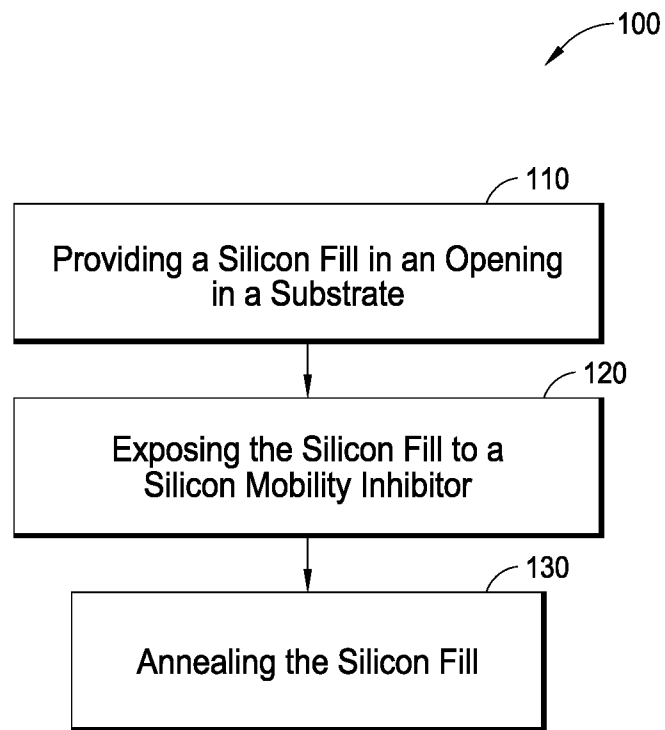 100
110
Providing a Silicon Fill in an Opening
in a Substrate
120
Exposing the Silicon Fill to a
Silicon Mobility Inhibitor
130
Annealing the Silicon Fill